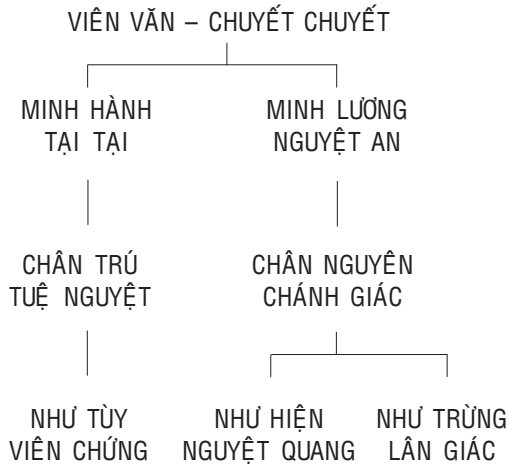 VIÊN VĂN – CHUYẾT CHUYẾT
MINH HÀNH
TẠI TẠI
MINH LƯƠNG
NGUYỆT AN
CHÂN TRÚ
TUỆ NGUYỆT
CHÂN NGUYÊN
CHÁNH GIÁC
NHƯ TÙY
VIÊN CHỨNG
NHƯ HIỆN
NGUYỆT QUANG
NHƯ TRỪNG
LÂN GIÁC